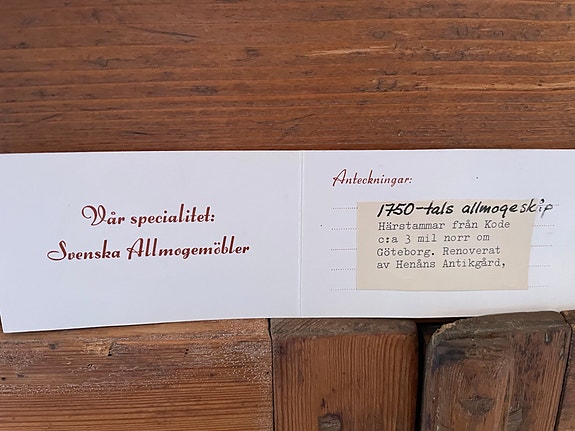 Vår specialitet:
Svenska Allmogemöbler
Anteckningar:
1750-tals allmogeskåp
Härstammar från Kode
c:a 3 mil norr om
Göteborg. Renoverat
av Henåns Antikgård,